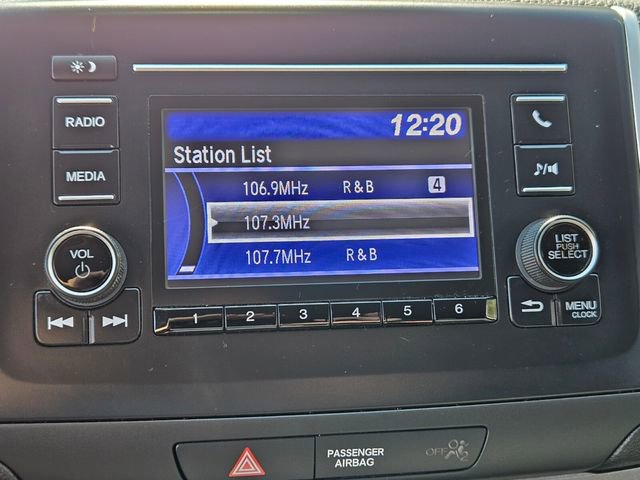 12:20
RADIO
Station List
MEDIA
106.9MHz R&B 4
107.3MHz
107.7MHz R&B
VOL
LIST
PUSH
SELECT
1 2 3 4 5 6
MENU
CLOCK
PASSENGER
AIRBAG
OFF